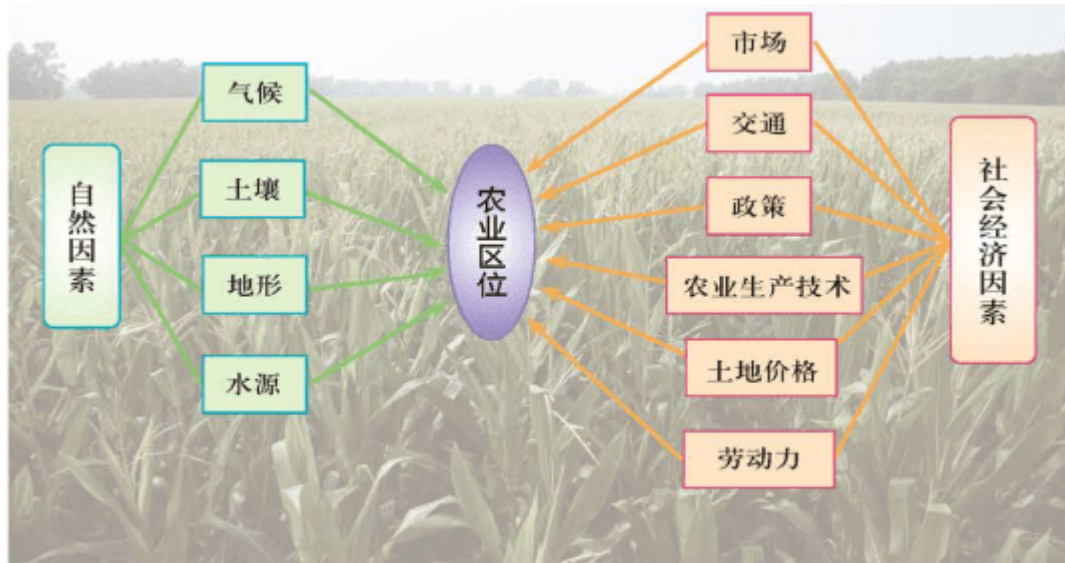 自然因素
气候
土壤
地形
水源
农业区位
市场
交通
政策
农业生产技术
土地价格
劳动力
社会经济因素